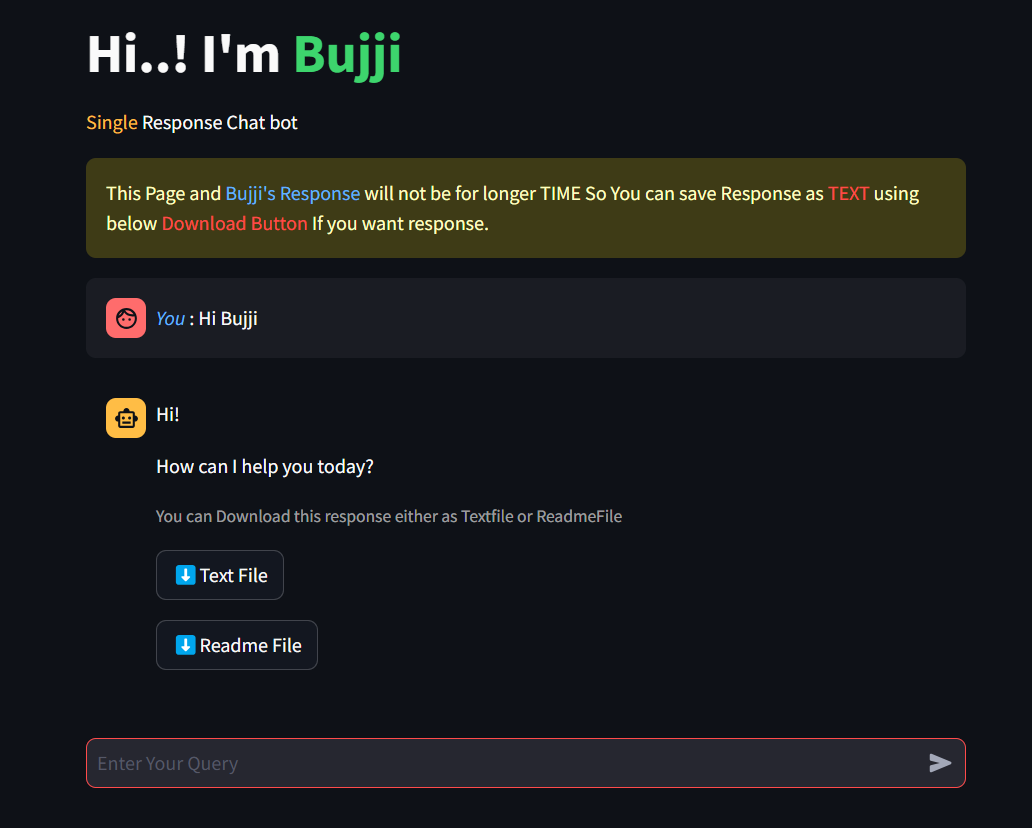 Hi..! I'm Bujji
Single Response Chat bot
This Page and Bujji's Response will not be for longer TIME So You can save Response as TEXT using
below Download Button If you want response.
You : Hi Bujji
Hi!
How can I help you today?
You can Download this response either as Textfile or ReadmeFile
Text File
Readme File
Enter Your Query